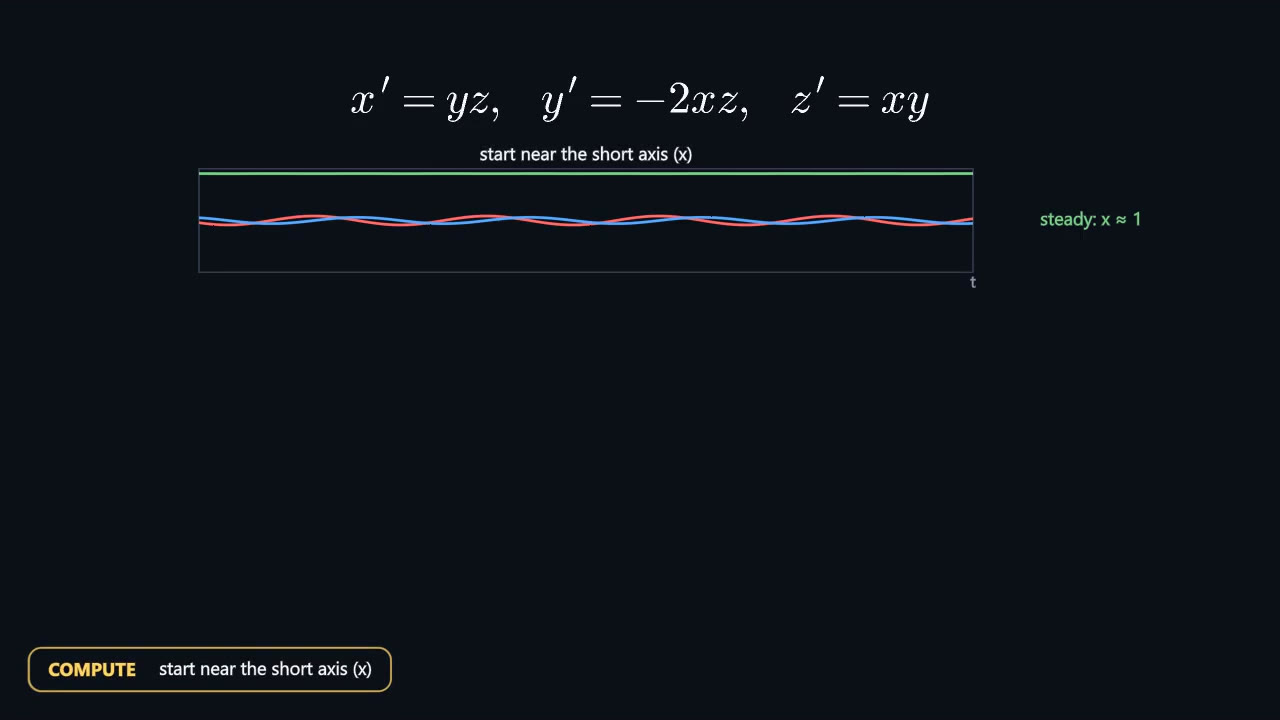 x′ = yz, y′ = −2xz, z′ = xy
start near the short axis (x)
steady: x ≈ 1
t
COMPUTE start near the short axis (x)